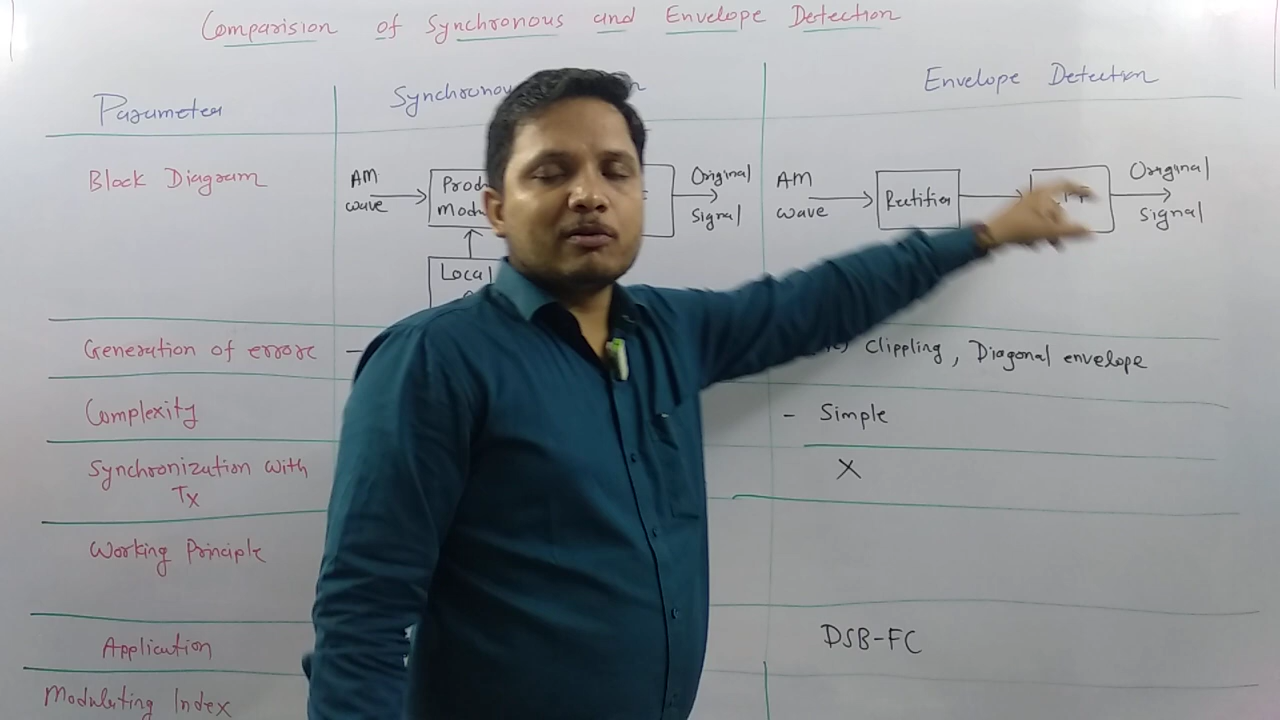 Comparision of Synchronous and Envelope Detection
Parameter
Envelope Detection
Block Diagram
AM
wave
Local
Original
Signal
AM
wave
Rectifier
Original
Signal
Generation of errorc
Clippling, Diagonal envelope
Complexity
- Simple
Synchronization with
Tx
X
Working Principle
Application
DSB-FC
Modulating Index